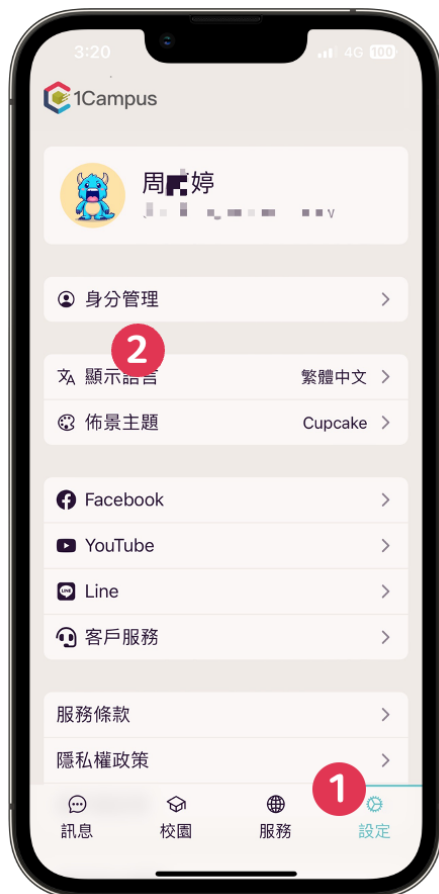 3:20
4G 100
1Campus
周 婷
身分管理
2
顯示語言 繁體中文
佈景主題 Cupcake
Facebook
YouTube
Line
客戶服務
服務條款
隱私權政策
1
訊息 校園 服務 設定